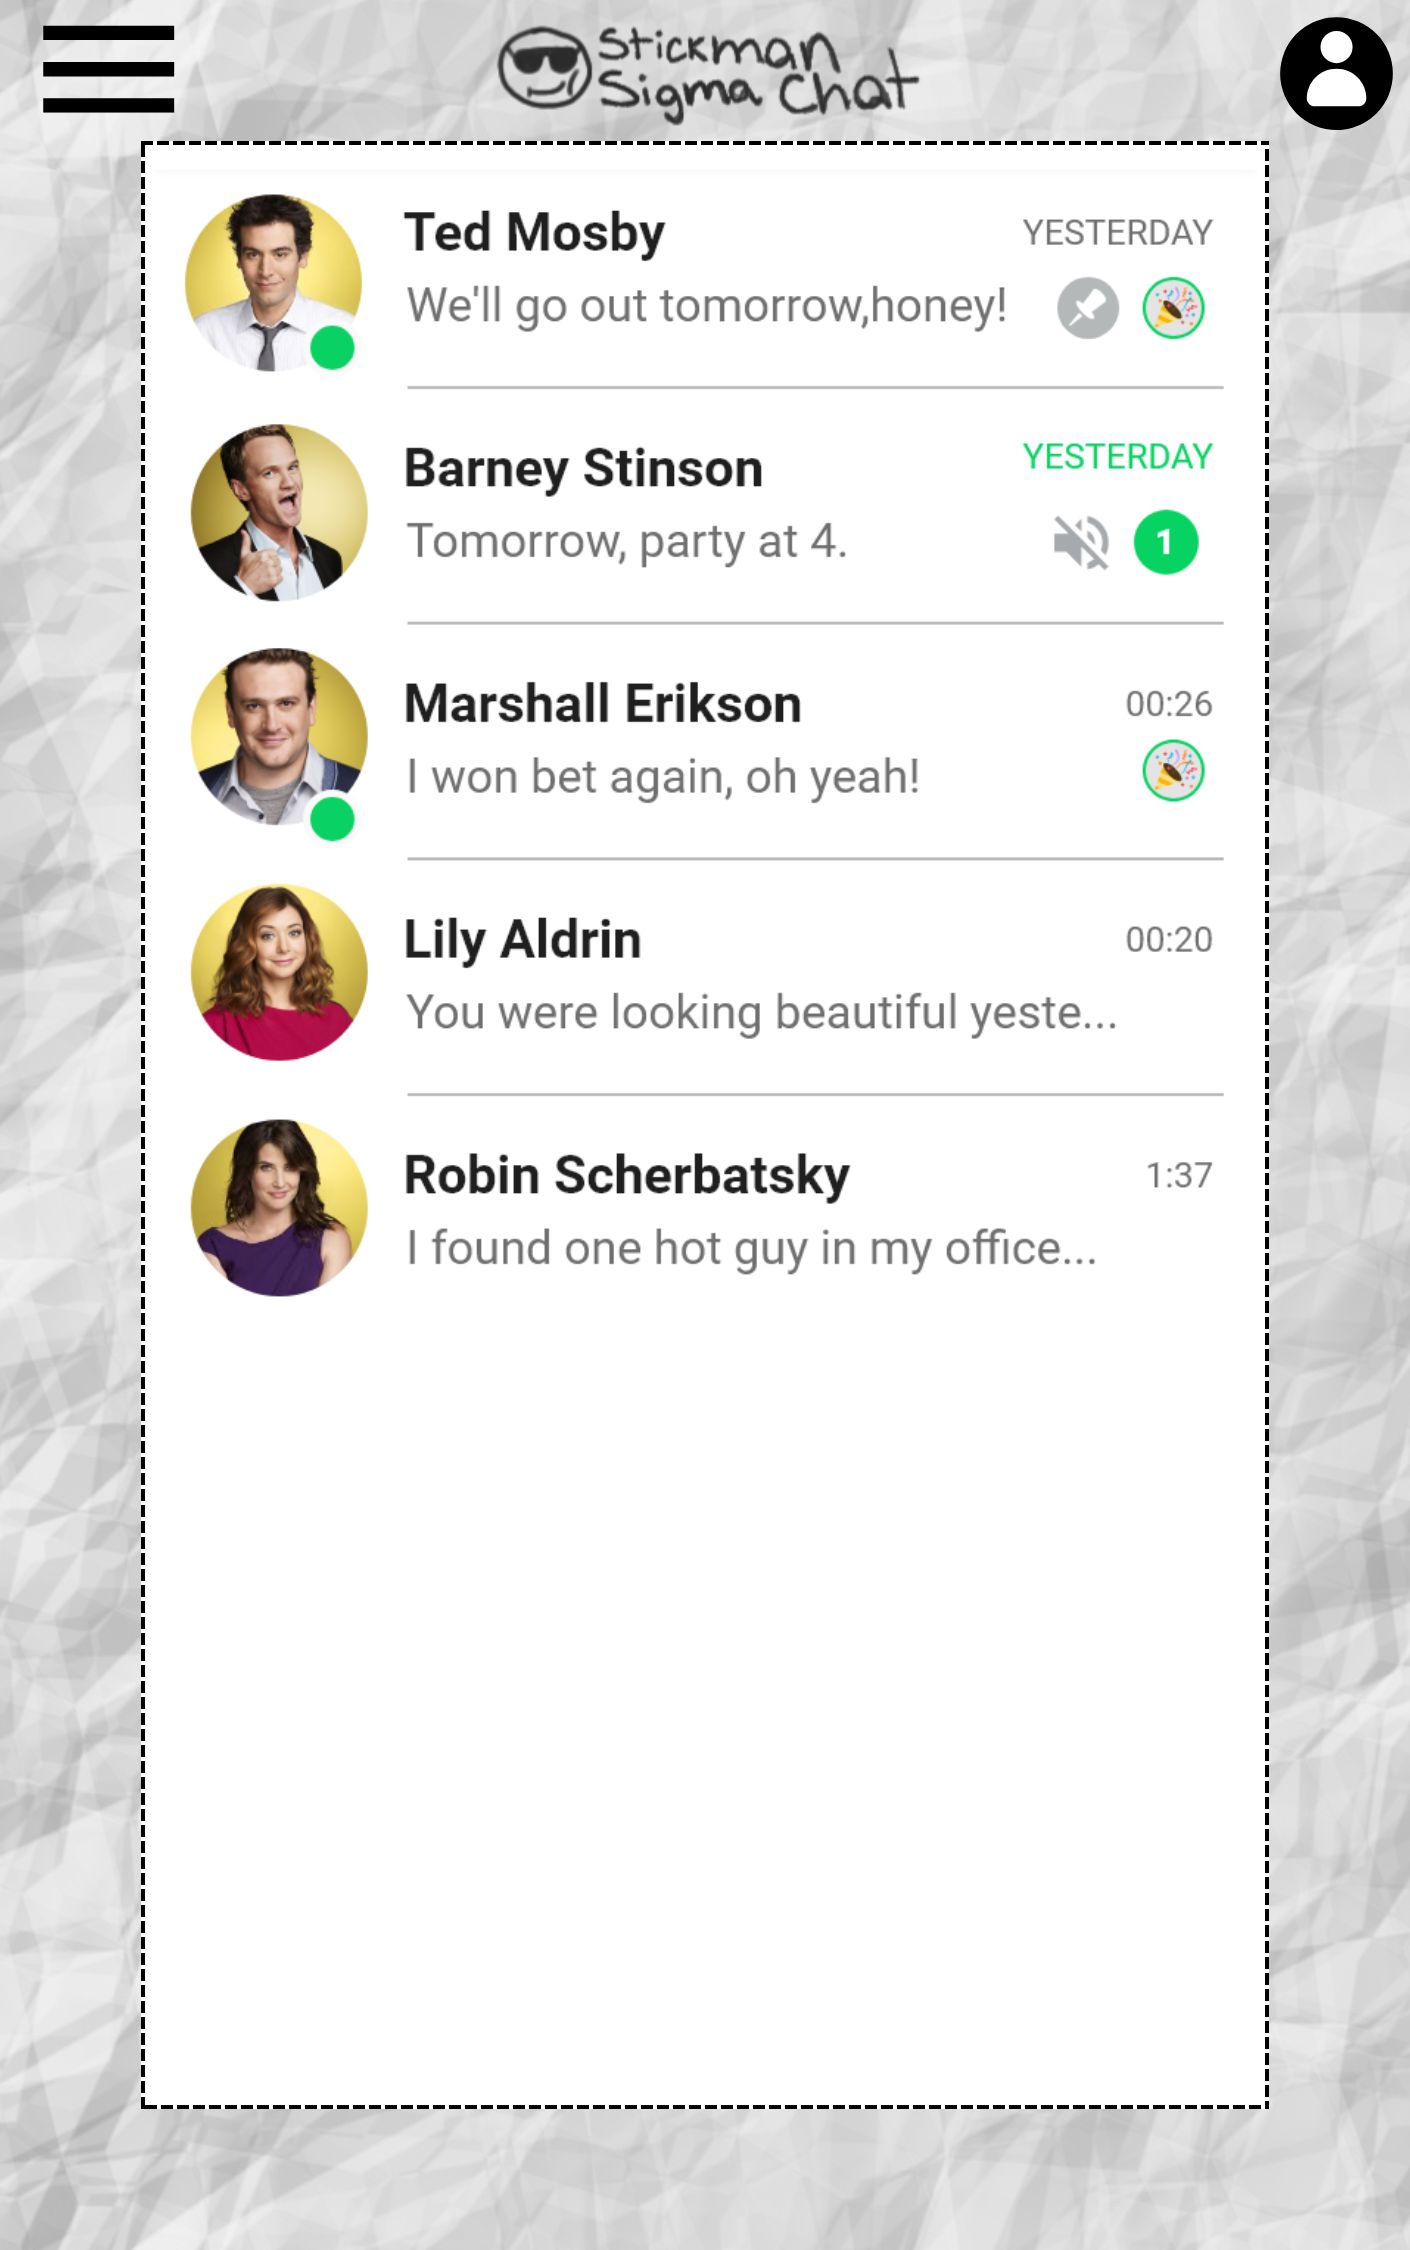 Stickman
Sigma Chat
Ted Mosby
YESTERDAY
We'll go out tomorrow,honey!
Barney Stinson
YESTERDAY
Tomorrow, party at 4.
1
Marshall Erikson
00:26
I won bet again, oh yeah!
Lily Aldrin
00:20
You were looking beautiful yeste...
Robin Scherbatsky
1:37
I found one hot guy in my office...